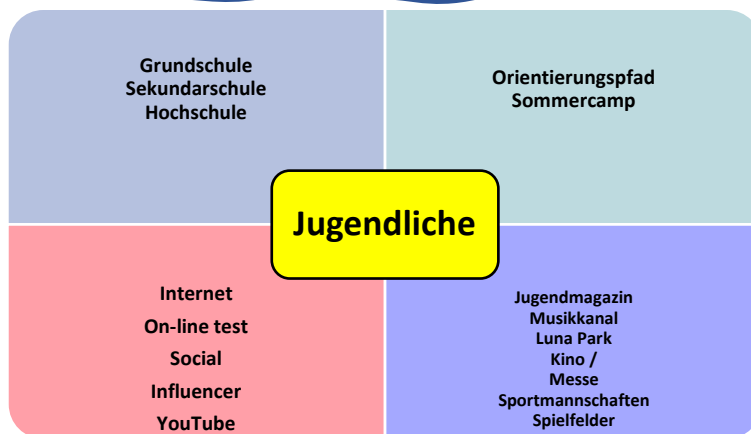 Grundschule
Sekundarschule
Hochschule
Orientierungspfad
Sommercamp
Jugendliche
Internet
On-line test
Social
Influencer
YouTube
Jugendmagazin
Musikkanal
Luna Park
Kino /
Messe
Sportmannschaften
Spielfelder